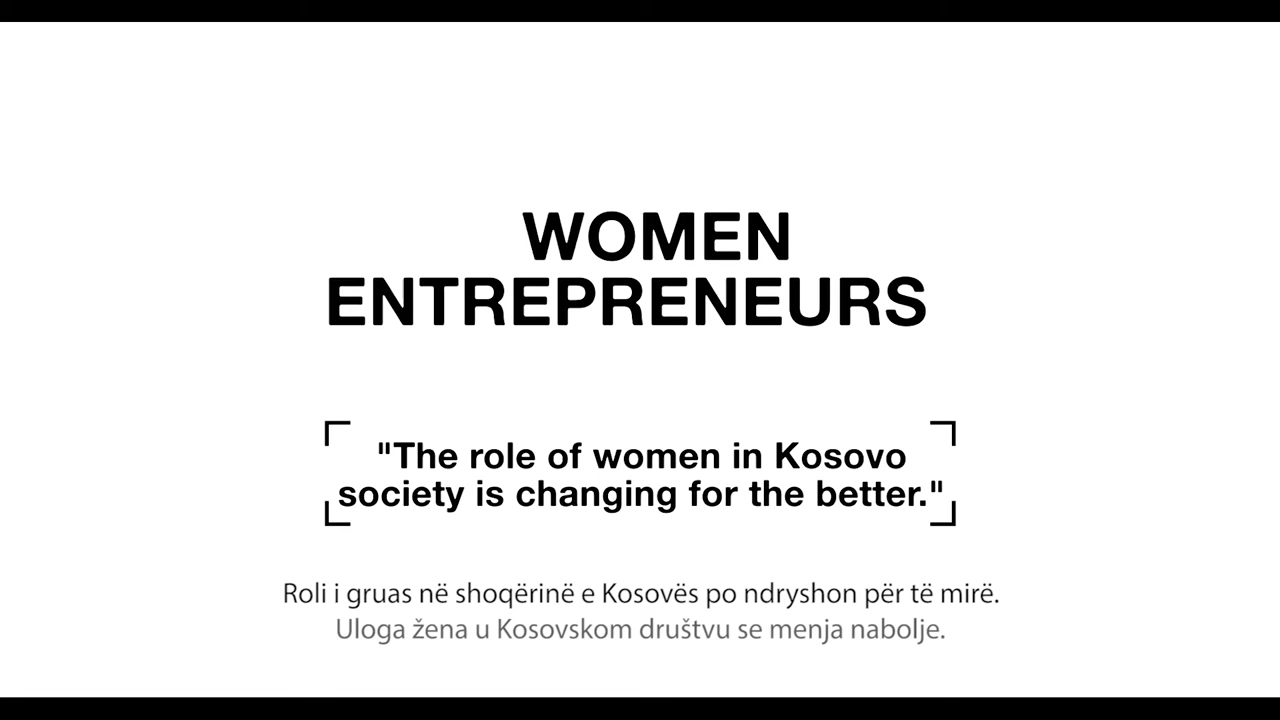 WOMEN
ENTREPRENEURS
"The role of women in Kosovo
society is changing for the better."
Roli i gruas në shoqërinë e Kosovës po ndryshon për të mirë.
Uloga žena u Kosovskom društvu se menja nabolje.